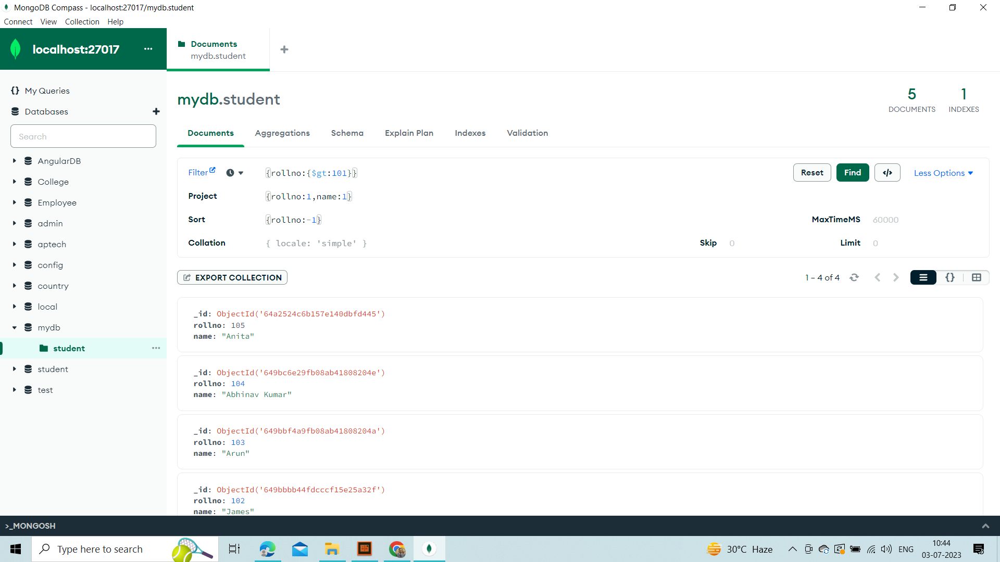 MongoDB Compass - localhost:27017/mydb.student
Connect View Collection Help
localhost:27017 ...
Documents
mydb.student
+
{} My Queries
Databases +
Search
AngularDB
College
Employee
admin
aptech
config
country
local
mydb
student ...
student
test
mydb.student
5
DOCUMENTS
1
INDEXES
Documents Aggregations Schema Explain Plan Indexes Validation
Filter {rollno:{$gt:101}} Reset Find </> Less Options
Project {rollno:1,name:1}
Sort {rollno:-1} MaxTimeMS 60000
Collation { locale: 'simple' } Skip 0 Limit 0
EXPORT COLLECTION 1 – 4 of 4 {}
_id: ObjectId('64a2524c6b157e140dbfd445')
rollno: 105
name: "Anita"
_id: ObjectId('649bc6e29fb08ab41808204e')
rollno: 104
name: "Abhinav Kumar"
_id: ObjectId('649bbf4a9fb08ab41808204a')
rollno: 103
name: "Arun"
_id: ObjectId('649bbbb44fdcccf15e25a32f')
rollno: 102
name: "James"
>_MONGOSH
Type here to search
30°C Haze
ENG
10:44
03-07-2023